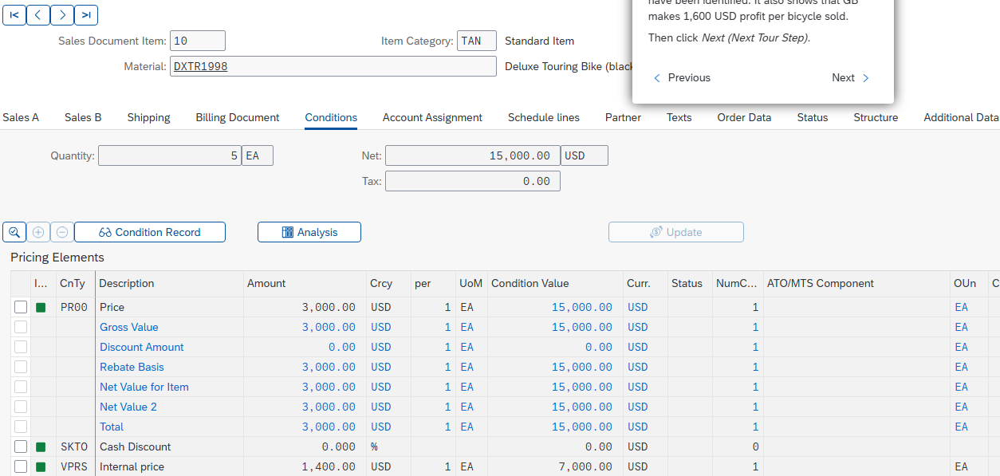 have been identified. It also shows that GB
makes 1,600 USD profit per bicycle sold.
Sales Document Item: 10 Item Category: TAN Standard Item
Then click Next (Next Tour Step).
Material: DXTR1998 Deluxe Touring Bike (black
Previous Next
Sales A Sales B Shipping Billing Document Conditions Account Assignment Schedule lines Partner Texts Order Data Status Structure Additional Data
Quantity: 5 EA Net: 15,000.00 USD
Tax: 0.00
Condition Record Analysis Update
Pricing Elements
I... CnTy Description Amount Crcy per UoM Condition Value Curr. Status NumC... ATO/MTS Component OUn C
PR00 Price 3,000.00 USD 1 EA 15,000.00 USD 1 EA
Gross Value 3,000.00 USD 1 EA 15,000.00 USD 1 EA
Discount Amount 0.00 USD 1 EA 0.00 USD 1 EA
Rebate Basis 3,000.00 USD 1 EA 15,000.00 USD 1 EA
Net Value for Item 3,000.00 USD 1 EA 15,000.00 USD 1 EA
Net Value 2 3,000.00 USD 1 EA 15,000.00 USD 1 EA
Total 3,000.00 USD 1 EA 15,000.00 USD 1 EA
SKTO Cash Discount 0.000 % 0.00 USD 0
VPRS Internal price 1,400.00 USD 1 EA 7,000.00 USD 1 EA